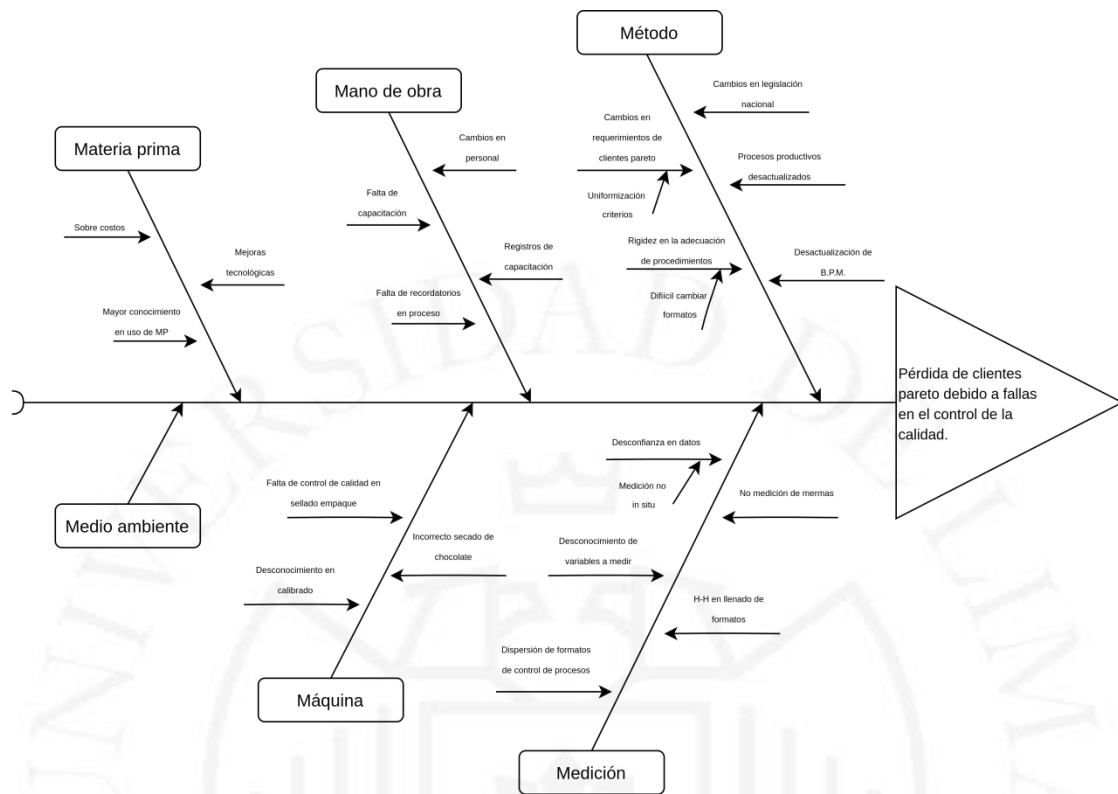 Método
Cambios en legislación
nacional
Cambios en
requerimientos de
clientes pareto
Procesos productivos
desactualizados
Uniformización
criterios
Rigidez en la adecuación
de procedimientos
Desactualización de
B.P.M.
Difiicil cambiar
formatos
Mano de obra
Cambios en
personal
Falta de
capacitación
Registros de
capacitación
Falta de recordatorios
en proceso
Materia prima
Sobre costos
Mejoras
tecnológicas
Mayor conocimiento
en uso de MP
Pérdida de clientes
pareto debido a fallas
en el control de la
calidad.
Medio ambiente
Falta de control de calidad en
sellado empaque
Incorrecto secado de
chocolate
Desconocimiento en
calibrado
Máquina
Desconfianza en datos
Medición no
in situ
No medición de mermas
Desconocimiento de
variables a medir
H-H en llenado de
formatos
Dispersión de formatos
de control de procesos
Medición
UNIVERSIDAD DE LIMA